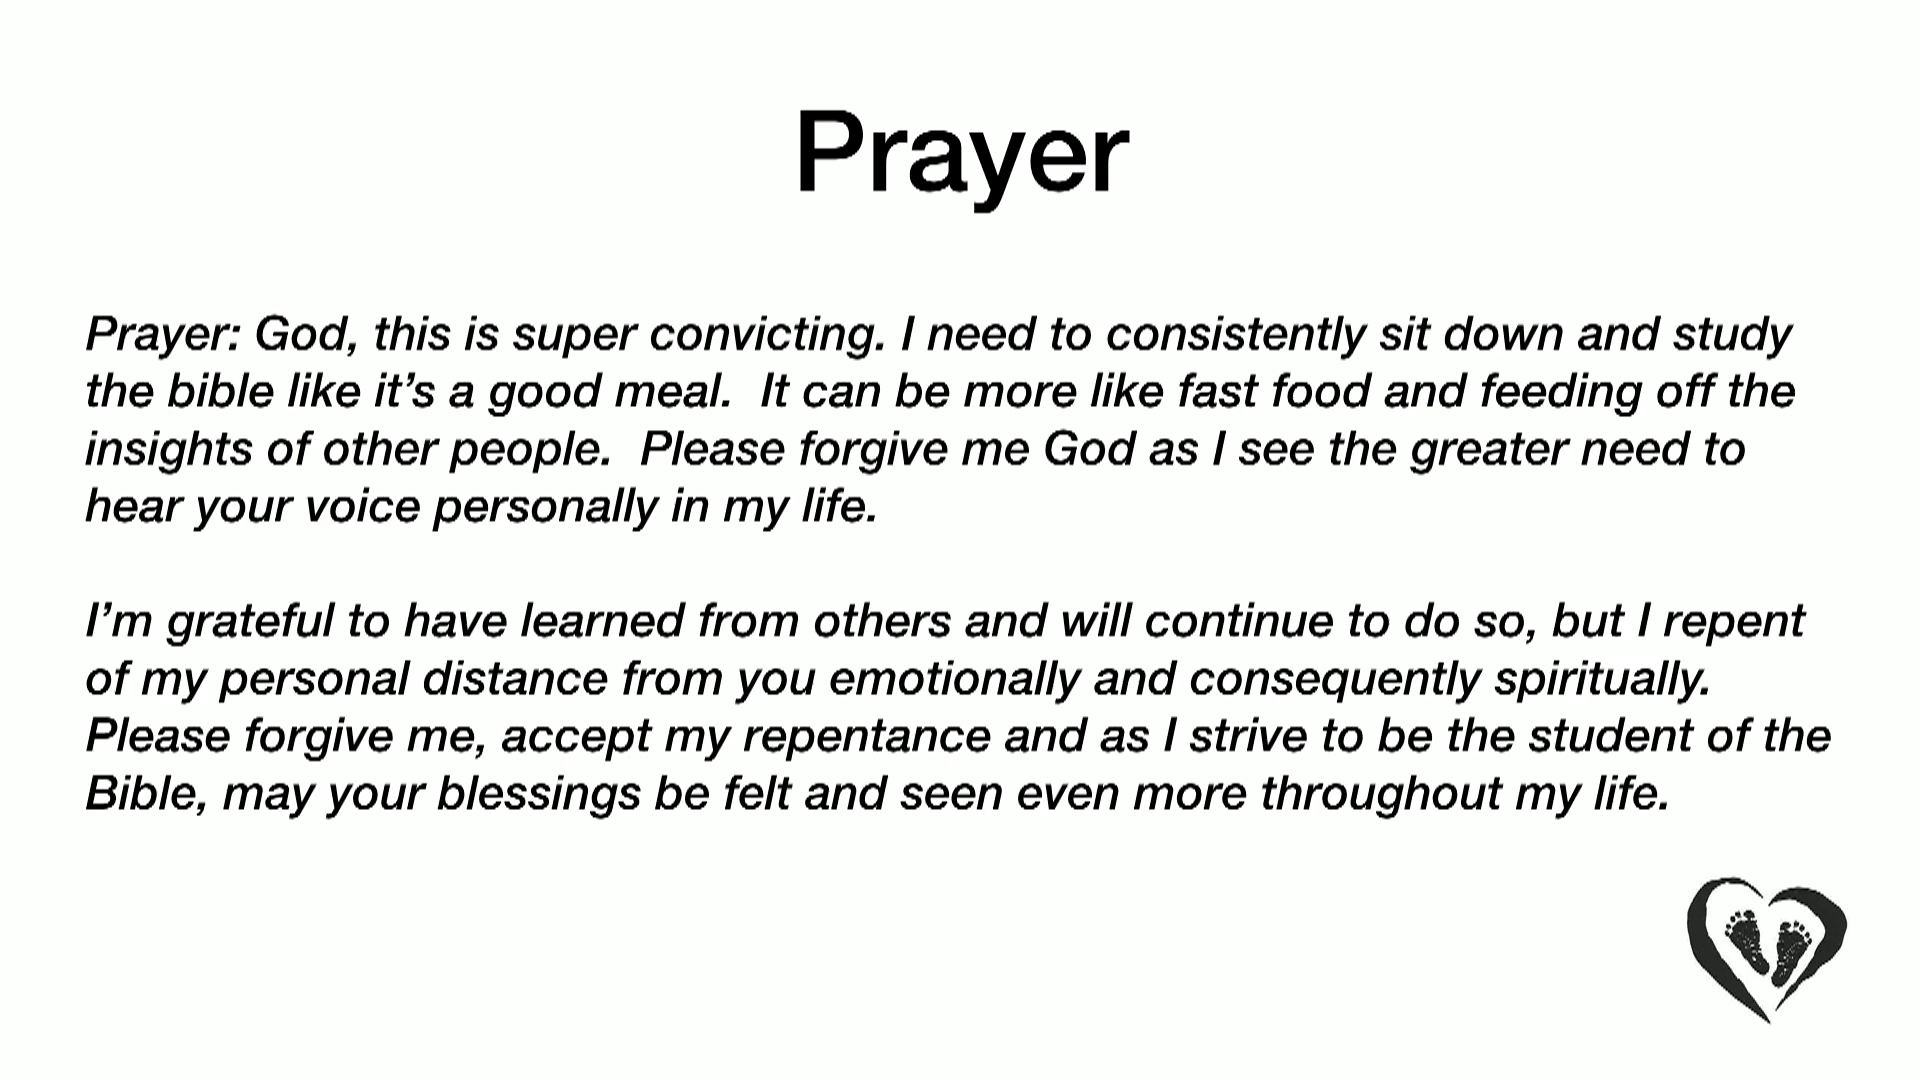 Prayer
Prayer: God, this is super convicting. I need to consistently sit down and study
the bible like it’s a good meal.  It can be more like fast food and feeding off the
insights of other people.  Please forgive me God as I see the greater need to
hear your voice personally in my life.
I’m grateful to have learned from others and will continue to do so, but I repent
of my personal distance from you emotionally and consequently spiritually.
Please forgive me, accept my repentance and as I strive to be the student of the
Bible, may your blessings be felt and seen even more throughout my life.